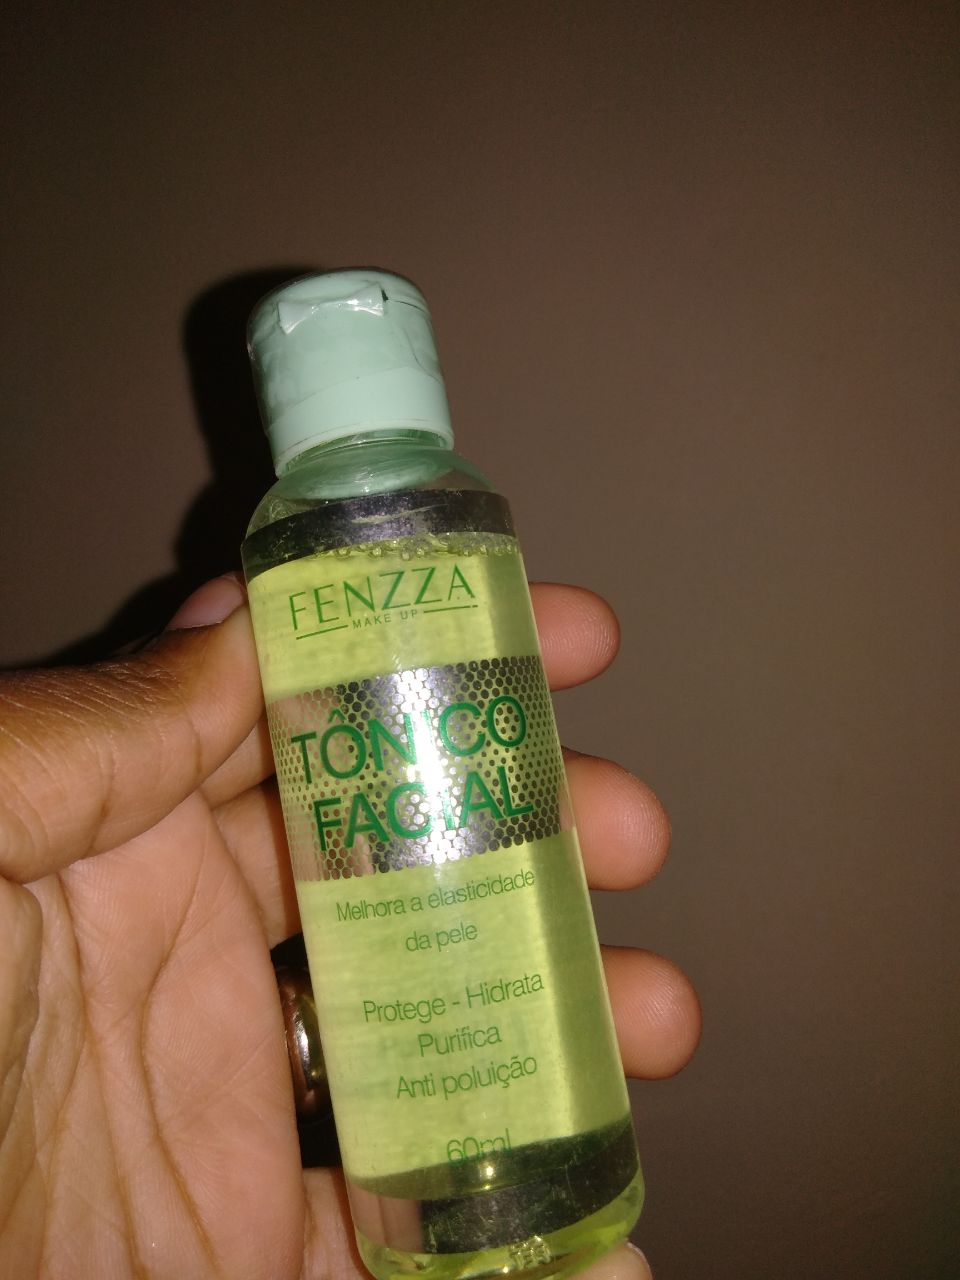 FENZZA
MAKE UP
TÔNICO
FACIAL
Melhora a elasticidade
da pele
Protege - Hidrata
Purifica
Anti poluição
60ml